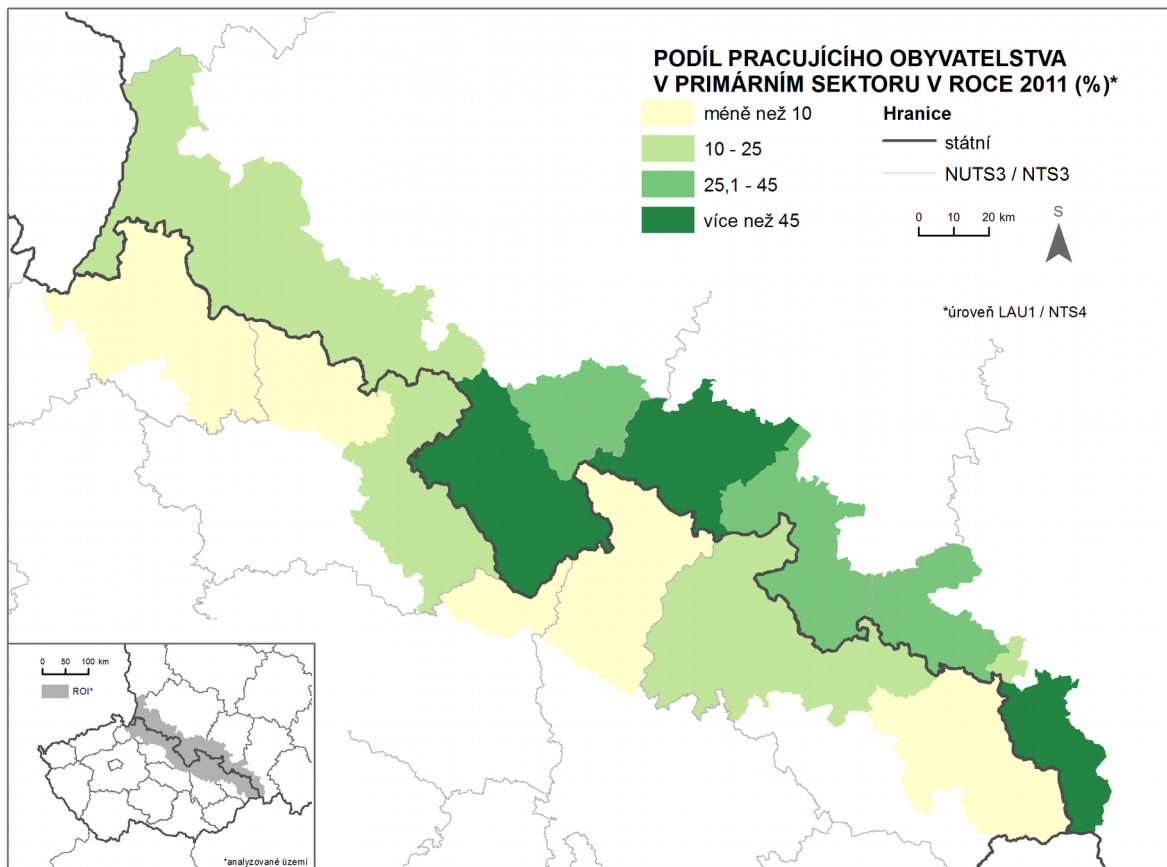 PODÍL PRACUJÍCÍHO OBYVATELSTVA
V PRIMÁRNÍM SEKTORU V ROCE 2011 (%)*
méně než 10
10 - 25
25,1 - 45
více než 45
Hranice
státní
NUTS3 / NTS3
0 10 20 km
S
*úroveň LAU1 / NTS4
0 50 100 km
ROI*
*analyzované území